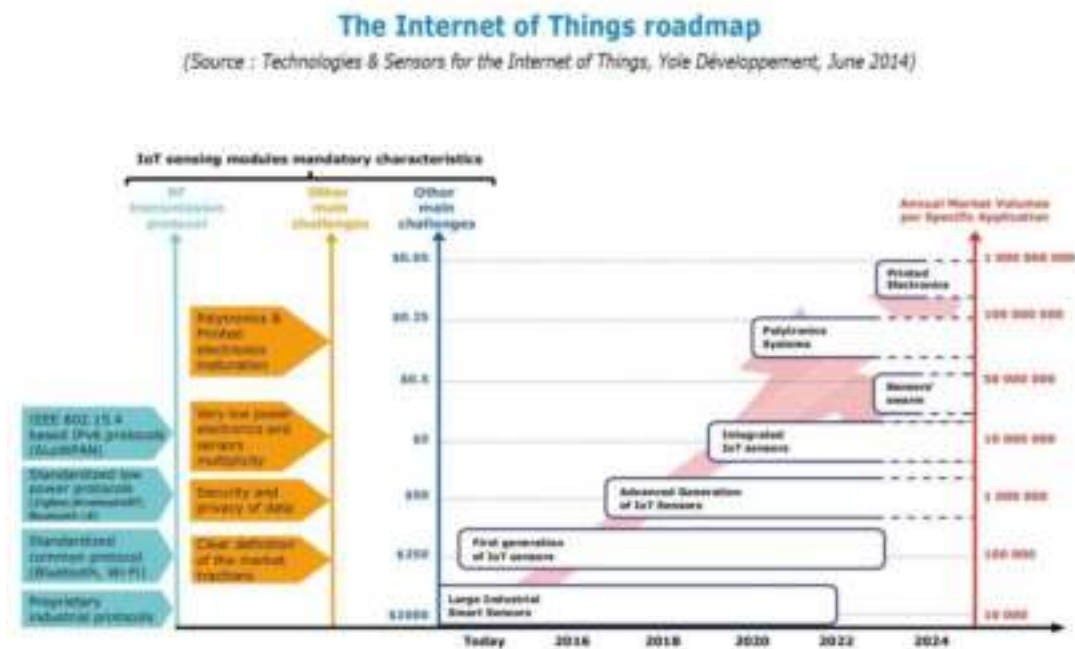 The Internet of Things roadmap
(Source : Technologies & Sensors for the Internet of Things, Yole Développement, June 2014)
IoT sensing modules mandatory characteristics
RF
transmission
protocol
Other
main
challenges
Other
main
challenges
Annual Market Volumes
per Specific Application
$0.05
1 000 000 000
Printed
Electronics
Polytronics &
Printed
electronics
maturation
$0.25
100 000 000
Polytronics
Systems
$0.5
50 000 000
Sensors'
swarm
IEEE 802.15.4
based IPv6 protocols
(6LoWPAN)
Very low power
electronics and
sensors
multiplicity
Integrated
IoT sensors
10 000 000
Standardized low
power protocols
Security and
privacy of data
$50
Advanced Generation
of IoT Sensors
1 000 000
Standardized
common protocol
(Bluetooth, Wi-Fi)
Clear definition
of the market
$250
First generation
of IoT sensors
100 000
Proprietary
industrial protocols
Large Industrial
Smart Sensors
10 000
Today
2016
2018
2020
2022
2024